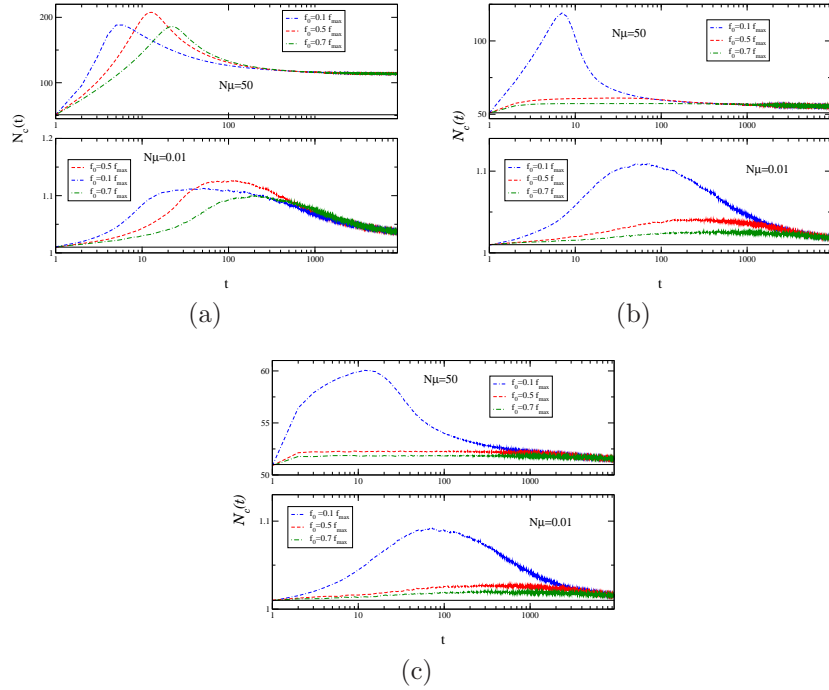 200
100
N_c(t)
f_0=0.1 f_max
f_0=0.5 f_max
f_0=0.7 f_max
Nμ=50
1 100
1.2
1.1
1
f_0=0.5 f_max
f_0=0.1 f_max
f_0=0.7 f_max
Nμ=0.01
1 10 100 1000
t
(a)
100
50
N_c(t)
Nμ=50
f_0=0.1 f_max
f_0=0.5 f_max
f_0=0.7 f_max
1 10 100 1000
1.1
1
f_0=0.1 f_max
f_0=0.5 f_max
f_0=0.7 f_max
Nμ=0.01
1 10 100 1000
t
(b)
60
55
50
N_c(t)
Nμ=50
f_0=0.1 f_max
f_0=0.5 f_max
f_0=0.7 f_max
1 10 100 1000
1.1
1
f_0=0.1 f_max
f_0=0.5 f_max
f_0=0.7 f_max
Nμ=0.01
1 10 100 1000
t
(c)